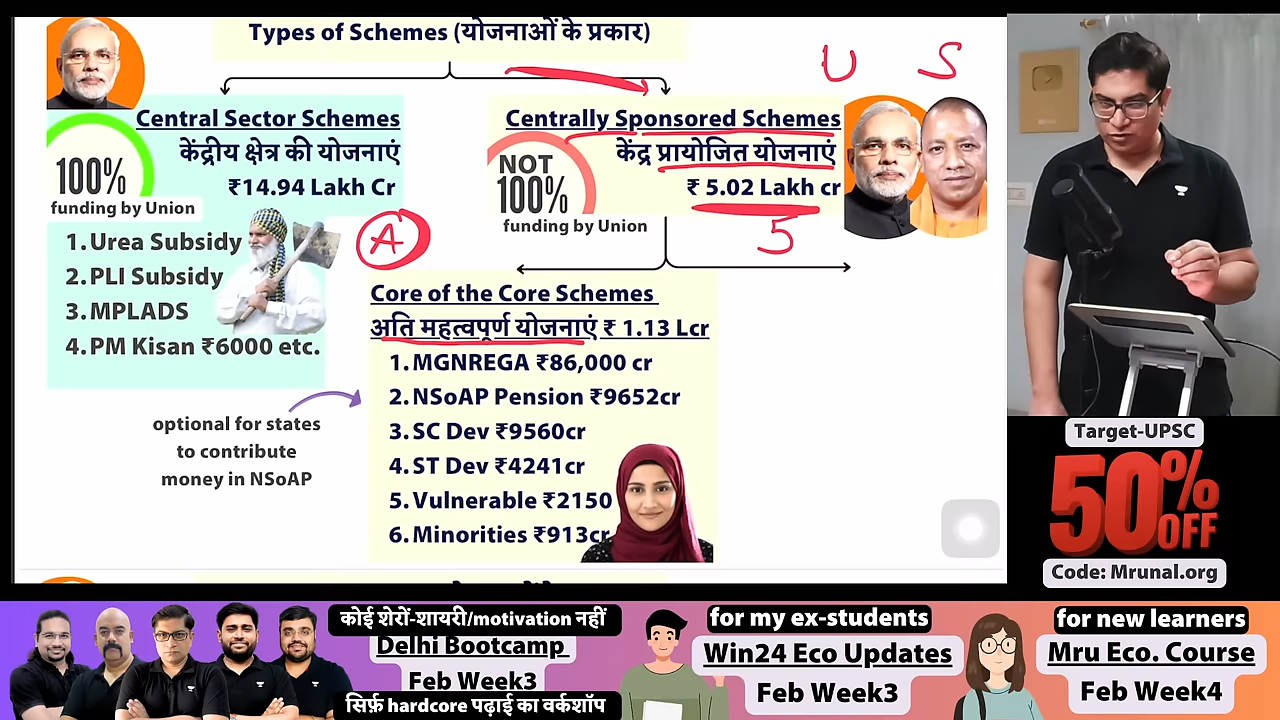 Types of Schemes (योजनाओं के प्रकार)
U S
Central Sector Schemes
केंद्रीय क्षेत्र की योजनाएं
₹14.94 Lakh Cr
100%
funding by Union
1. Urea Subsidy
2. PLI Subsidy
3. MPLADS
4. PM Kisan ₹6000 etc.
Centrally Sponsored Schemes
केंद्र प्रायोजित योजनाएं
₹ 5.02 Lakh cr
NOT
100%
funding by Union
5
A
Core of the Core Schemes
अति महत्वपूर्ण योजनाएं ₹ 1.13 Lcr
1. MGNREGA ₹86,000 cr
2. NSoAP Pension ₹9652cr
3. SC Dev ₹9560cr
4. ST Dev ₹4241cr
5. Vulnerable ₹2150
6. Minorities ₹913cr
optional for states
to contribute
money in NSoAP
Target-UPSC
50%
OFF
Code: Mrunal.org
कोई शेरों-शायरी/motivation नहीं
Delhi Bootcamp
Feb Week3
सिर्फ़ hardcore पढ़ाई का वर्कशॉप
for my ex-students
Win24 Eco Updates
Feb Week3
for new learners
Mru Eco. Course
Feb Week4